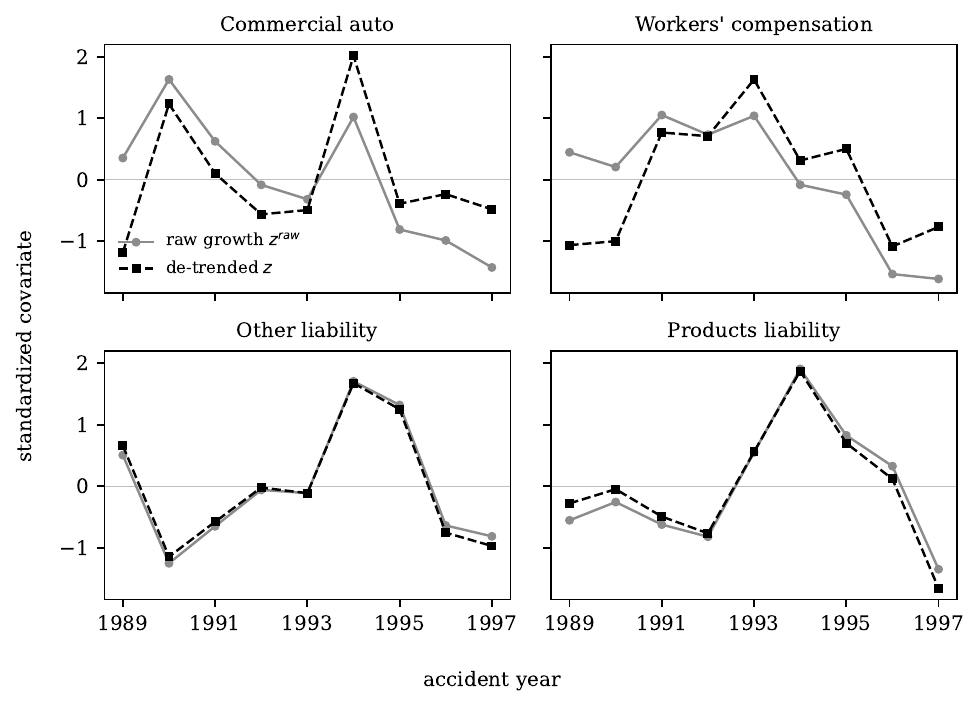 Commercial auto
Workers' compensation
2
1
0
−1
raw growth z^raw
de-trended z
standardized covariate
Other liability
Products liability
2
1
0
−1
1989 1991 1993 1995 1997
1989 1991 1993 1995 1997
accident year